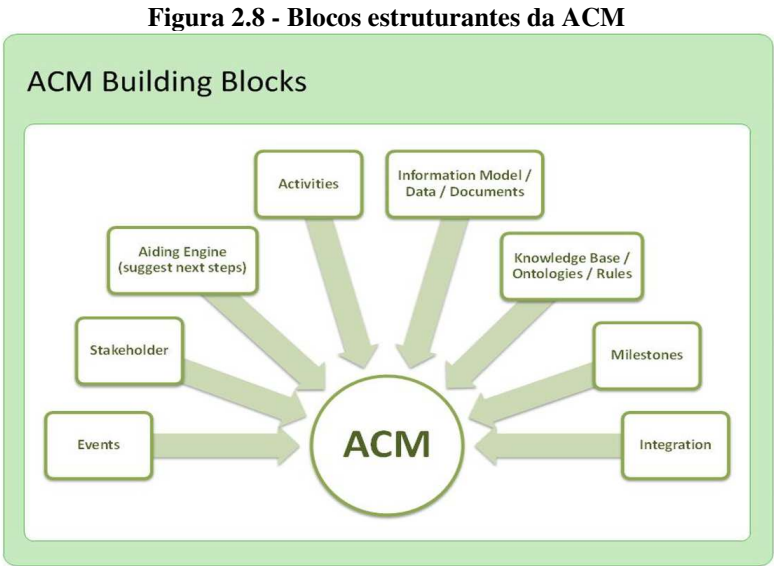 Figura 2.8 - Blocos estruturantes da ACM
ACM Building Blocks
Activities
Information Model /
Data / Documents
Aiding Engine
(suggest next steps)
Knowledge Base /
Ontologies / Rules
Stakeholder
Milestones
Events
ACM
Integration